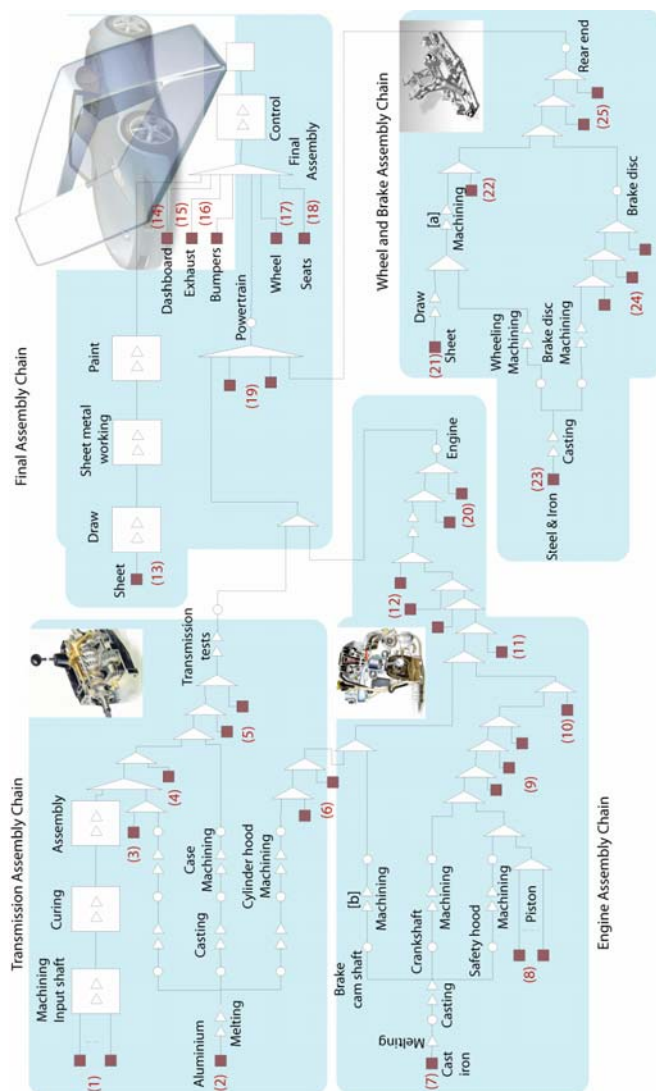 Transmission Assembly Chain
Machining
Input shaft
Curing
Assembly
(1)
(3)
(4)
(5)
Transmission
tests
Aluminium
Melting
(2)
Casting
Case
Machining
Cylinder hood
Machining
(6)
Final Assembly Chain
Sheet
(13)
Draw
Sheet metal
working
Paint
Dashboard
(14)
Exhaust
(15)
Bumpers
(16)
Wheel
(17)
Seats
(18)
Final
Assembly
Control
Powertrain
(19)
Engine Assembly Chain
Brake
cam shaft
[b]
Machining
Melting
Cast
iron
(7)
Casting
Crankshaft
Machining
Safety hood
Machining
(8)
Piston
(9)
(10)
(11)
(12)
(20)
Engine
Wheel and Brake Assembly Chain
Sheet
(21)
Draw
[a]
Machining
(22)
Steel & Iron
(23)
Casting
Wheeling
Machining
Brake disc
Machining
(24)
Brake disc
(25)
Rear end